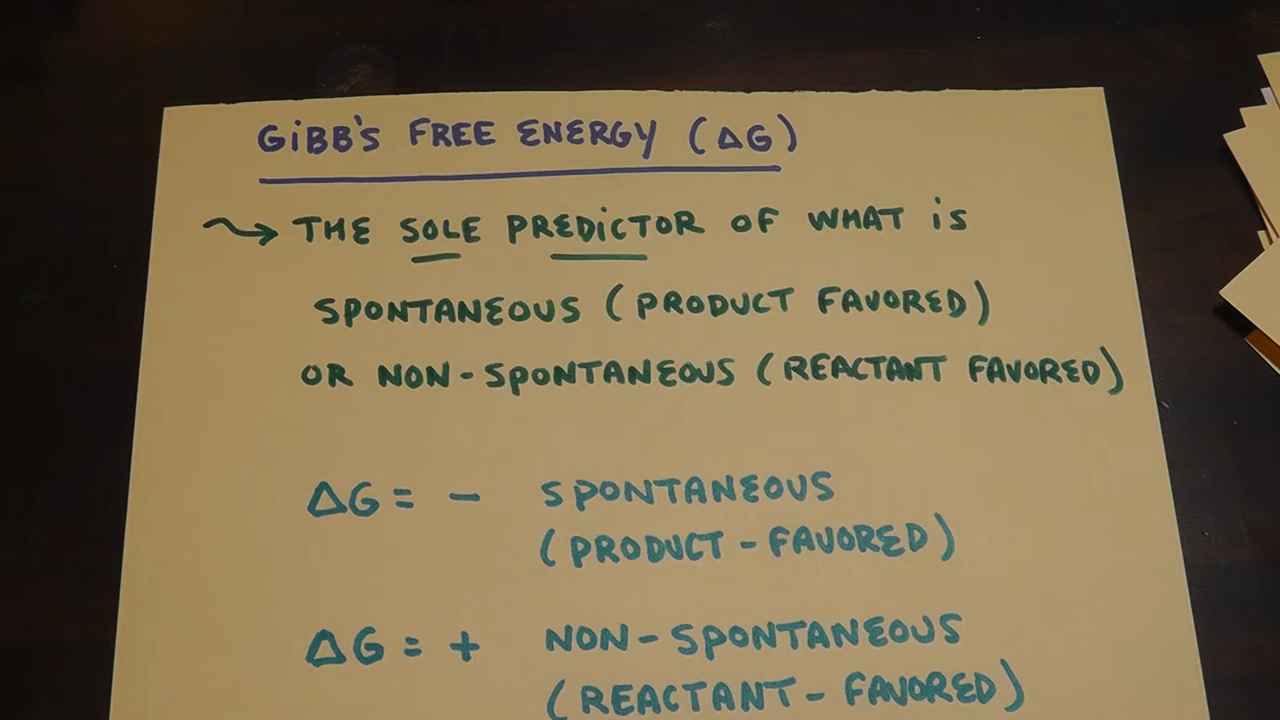 GiBB's FREE ENERGY (ΔG)
THE SOLE PREDiCTOR OF WHAT iS
SPONTANEOUS (PRODUCT FAVORED)
OR NON-SPONTANEOUS (REACTANT FAVORED)
ΔG = - SPONTANEOUS
(PRODUCT-FAVORED)
ΔG = + NON-SPONTANEOUS
(REACTANT-FAVORED)